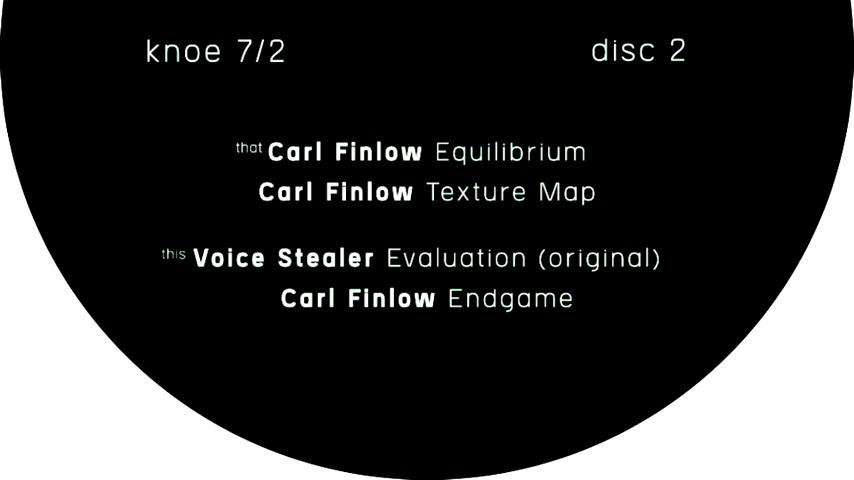 knoe 7/2 disc 2
that Carl Finlow Equilibrium
Carl Finlow Texture Map
this Voice Stealer Evaluation (original)
Carl Finlow Endgame